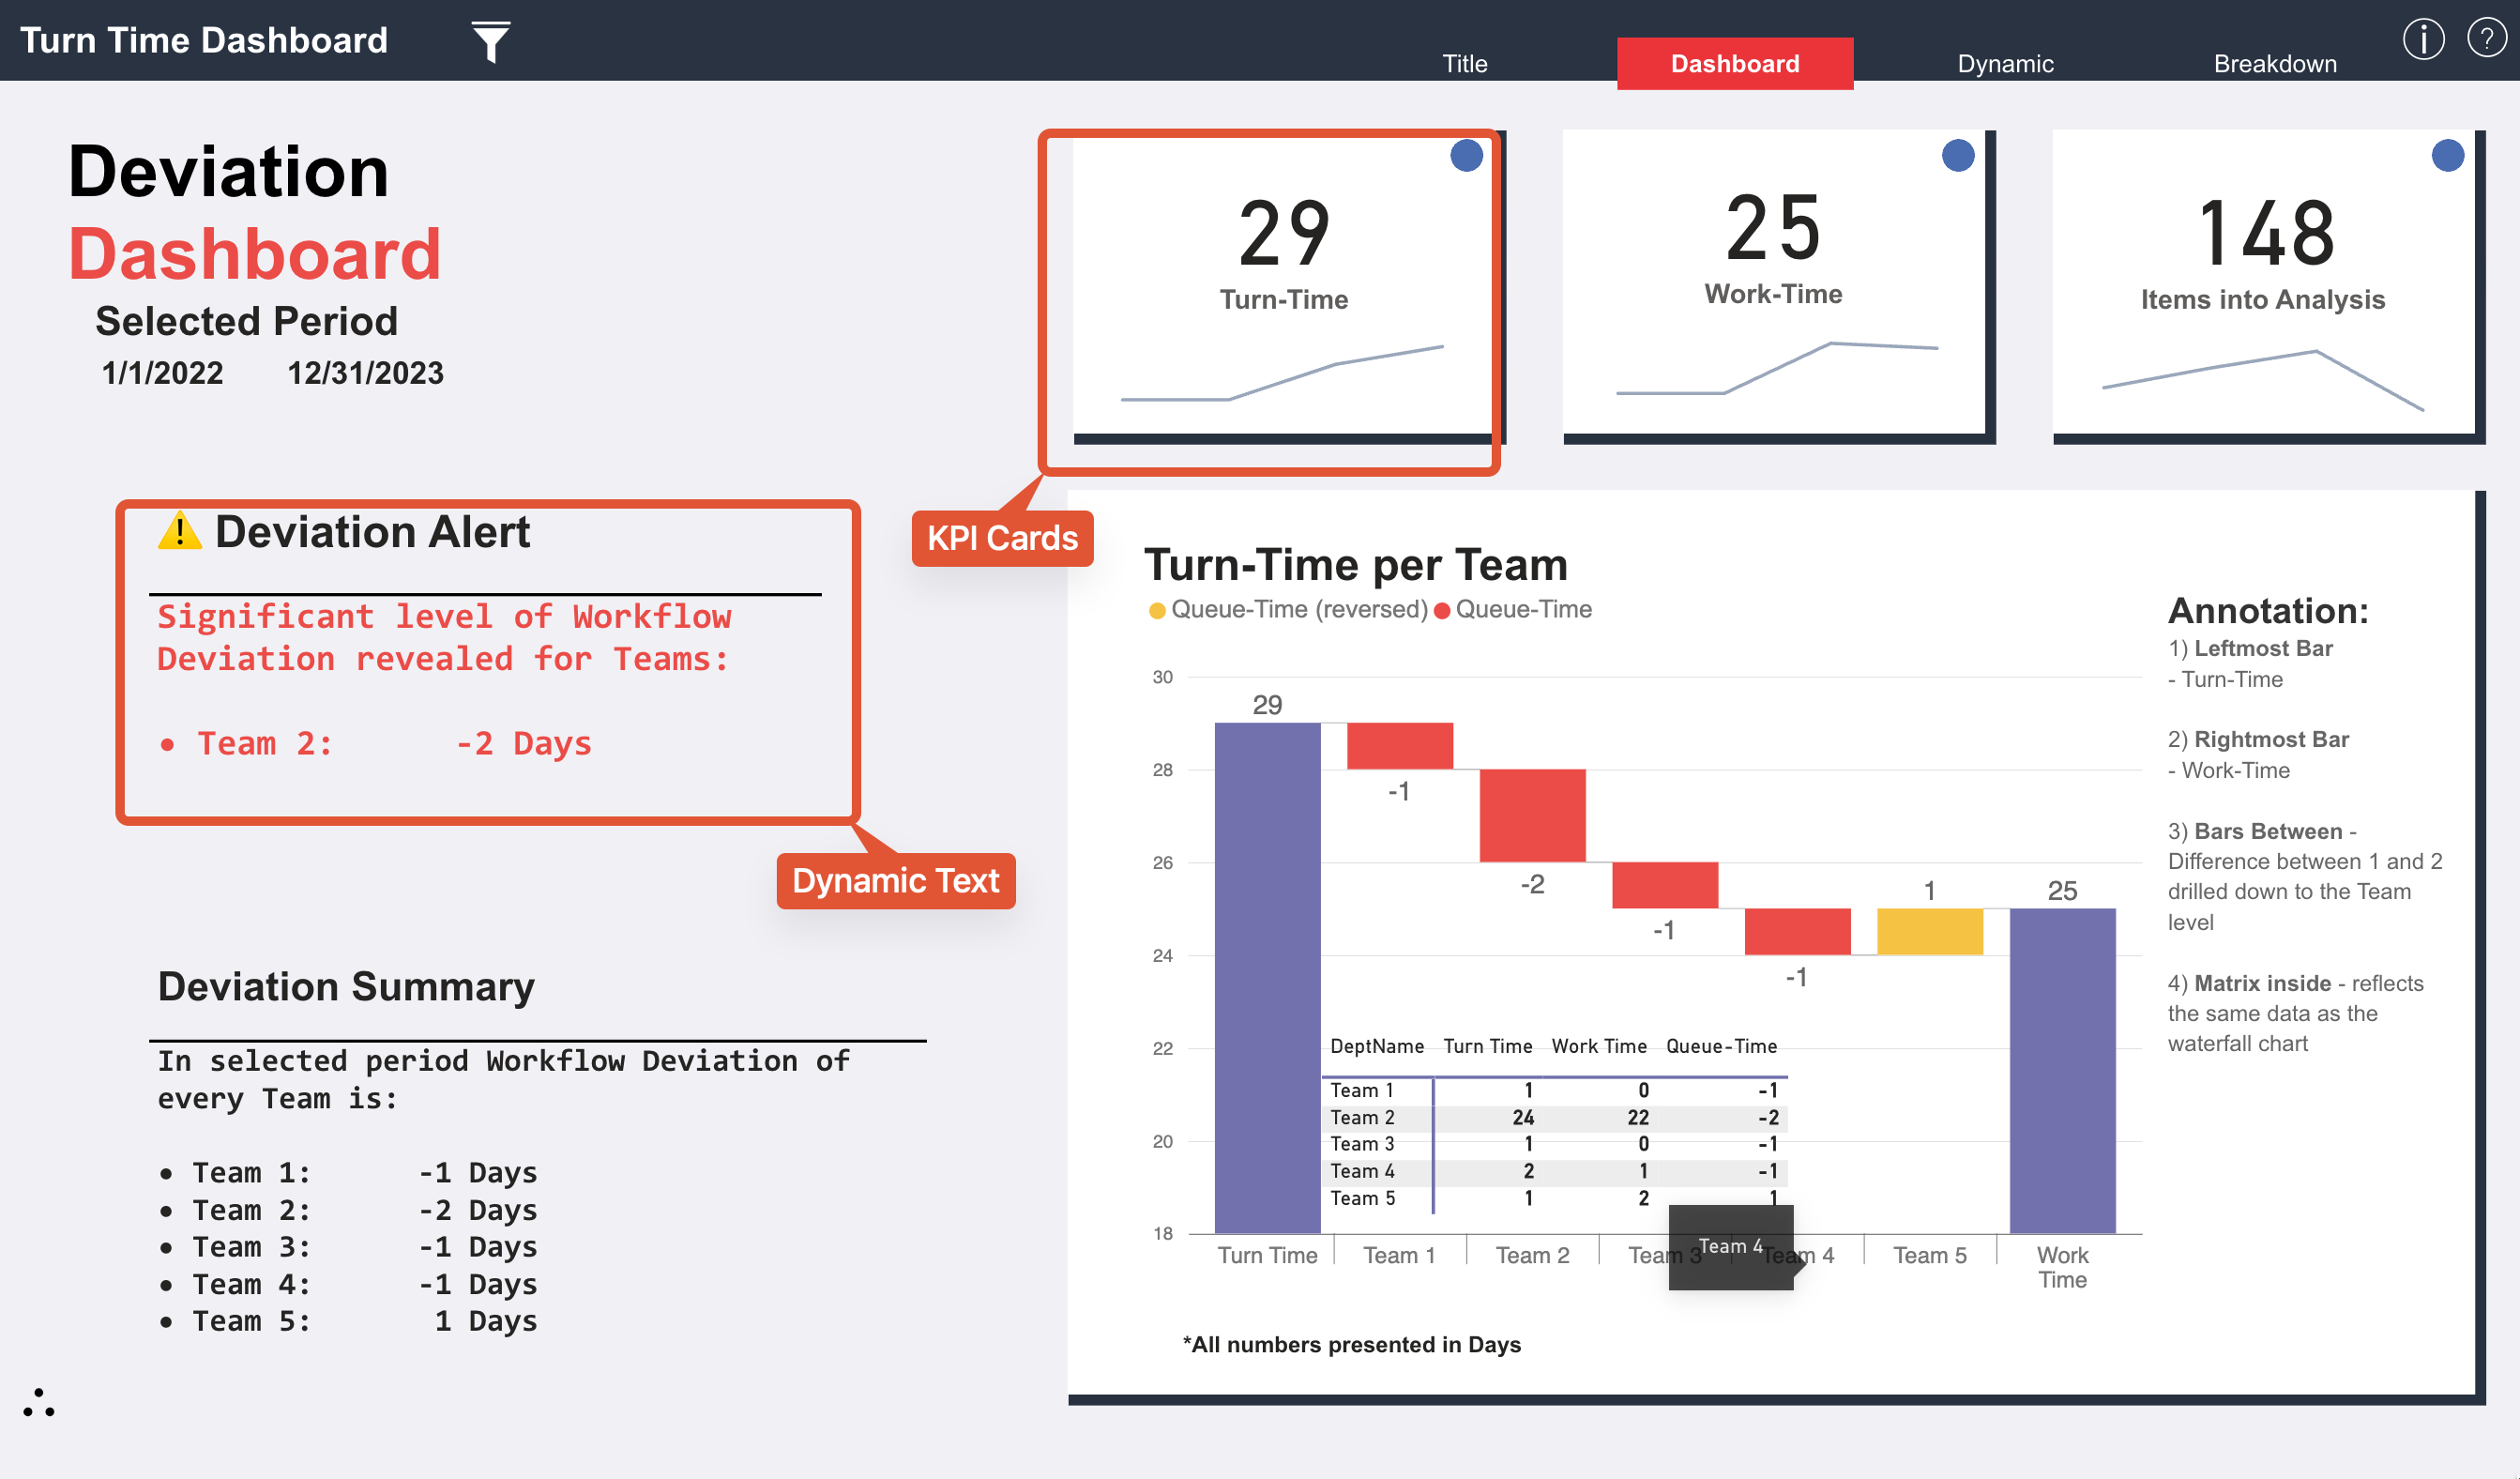 Turn Time Dashboard
Title
Dashboard
Dynamic
Breakdown
i
?
Deviation
Dashboard
Selected Period
1/1/2022 12/31/2023
29
Turn-Time
25
Work-Time
148
Items into Analysis
KPI Cards
! Deviation Alert
Significant level of Workflow
Deviation revealed for Teams:
• Team 2: -2 Days
Dynamic Text
Deviation Summary
In selected period Workflow Deviation of
every Team is:
• Team 1: -1 Days
• Team 2: -2 Days
• Team 3: -1 Days
• Team 4: -1 Days
• Team 5: 1 Days
Turn-Time per Team
Queue-Time (reversed) Queue-Time
30
28
26
24
22
20
18
29
-1
-2
-1
-1
1
25
DeptName Turn Time Work Time Queue-Time
Team 1 1 0 -1
Team 2 24 22 -2
Team 3 1 0 -1
Team 4 2 1 -1
Team 5 1 2 1
Team 4
Turn Time Team 1 Team 2 Team 3 Team 4 Team 5 Work
Time
*All numbers presented in Days
Annotation:
1) Leftmost Bar
- Turn-Time
2) Rightmost Bar
- Work-Time
3) Bars Between -
Difference between 1 and 2
drilled down to the Team
level
4) Matrix inside - reflects
the same data as the
waterfall chart